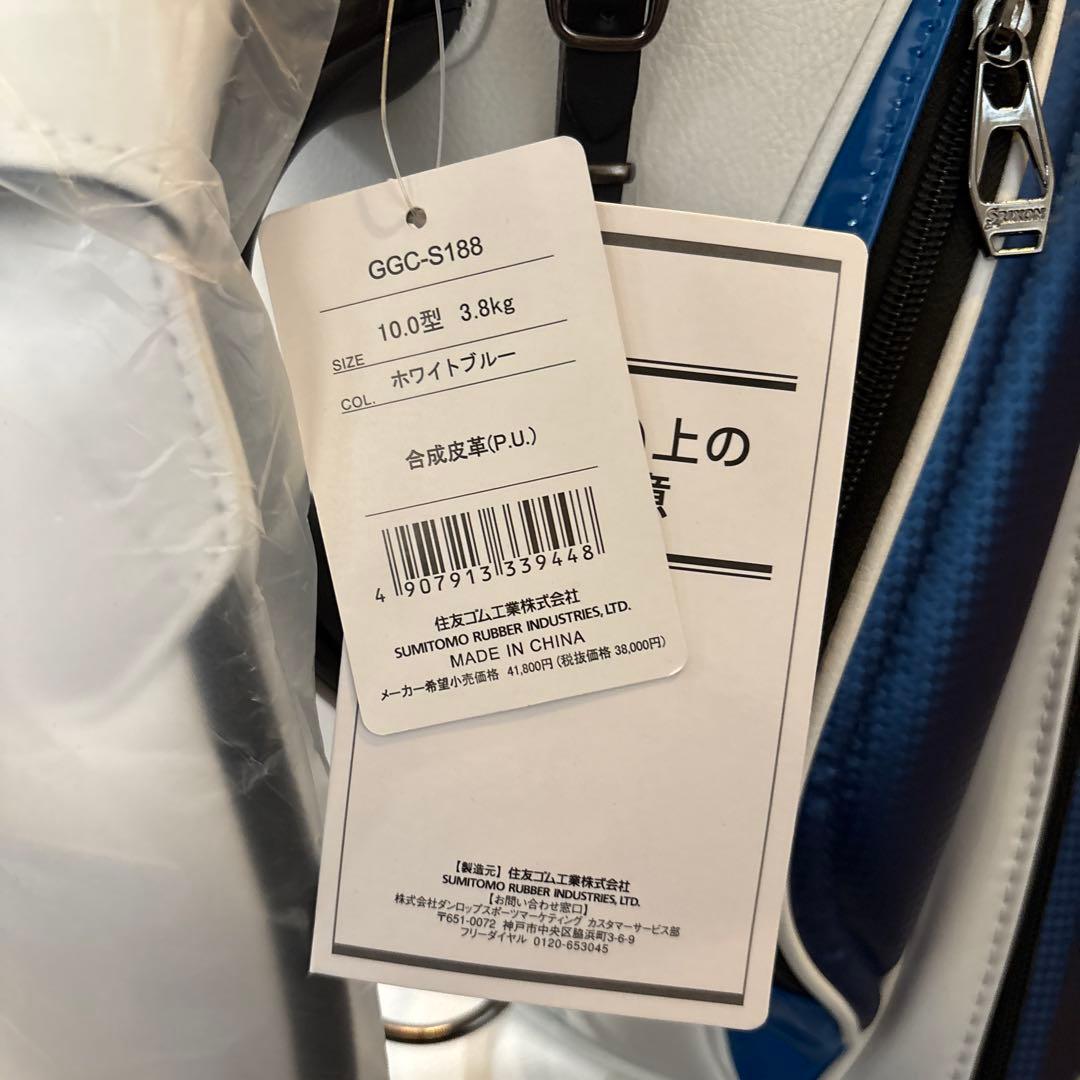 GGC-S188
SIZE 10.0型 3.8kg
COL. ホワイトブルー
合成皮革(P.U.)
4 907913 339448
住友ゴム工業株式会社
SUMITOMO RUBBER INDUSTRIES, LTD.
MADE IN CHINA
メーカー希望小売価格 41,800円(税抜価格 38,000円)
上の
【製造元】住友ゴム工業株式会社
SUMITOMO RUBBER INDUSTRIES, LTD.
【お問い合わせ窓口】
株式会社ダンロップスポーツマーケティング カスタマーサービス部
〒651-0072 神戸市中央区脇浜町3-6-9
フリーダイヤル 0120-653045
SRIXON